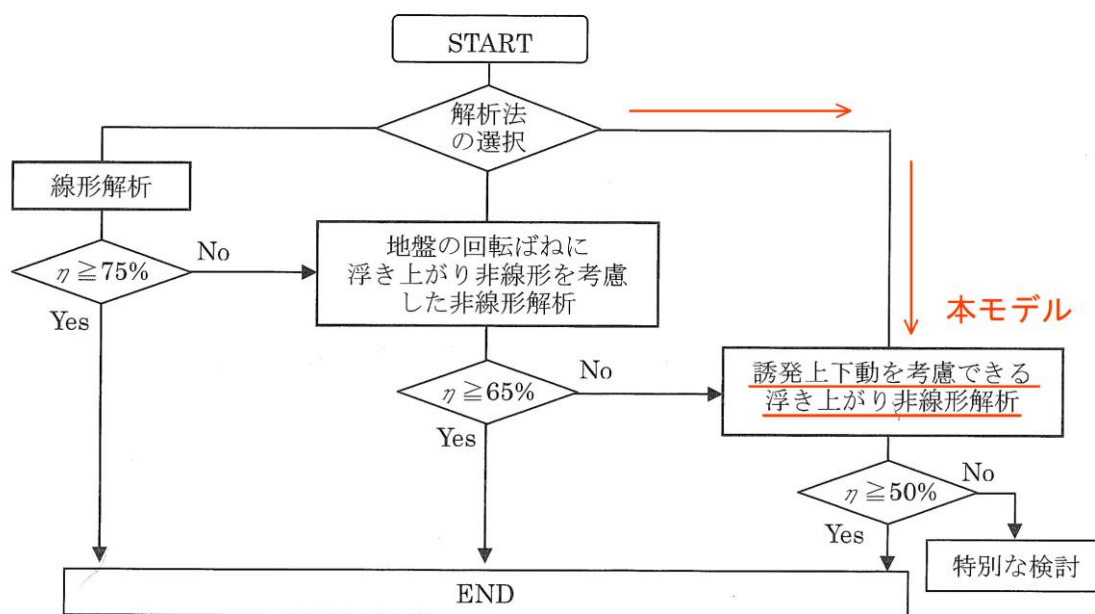 START
解析法
の選択
線形解析
η≧75%
No
Yes
地盤の回転ばねに
浮き上がり非線形を考慮
した非線形解析
η≧65%
No
Yes
本モデル
誘発上下動を考慮できる
浮き上がり非線形解析
η≧50%
No
Yes
特別な検討
END